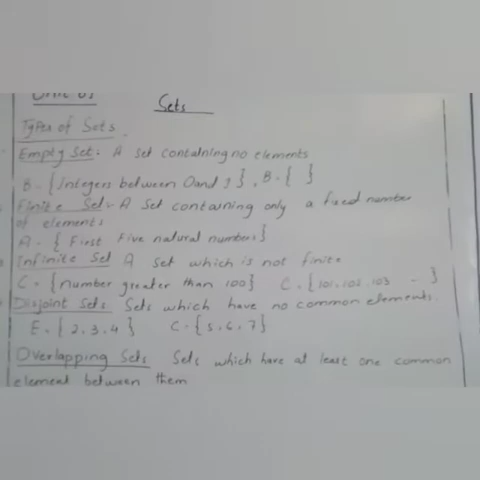 Unit 01
Sets
Types of Sets
Empty Set: A set containing no elements
B = {Integers between 0 and 1}, B = { }
Finite Set: A set containing only a fixed number
of elements
A = { First Five natural numbers}
Infinite Set A set which is not finite
C = {number greater than 100} C = {101, 102, 103 - - }
Disjoint Sets: Sets which have no common elements.
E = {2, 3, 4} C = {5, 6, 7}
Overlapping Sets Sets which have at least one common
element between them